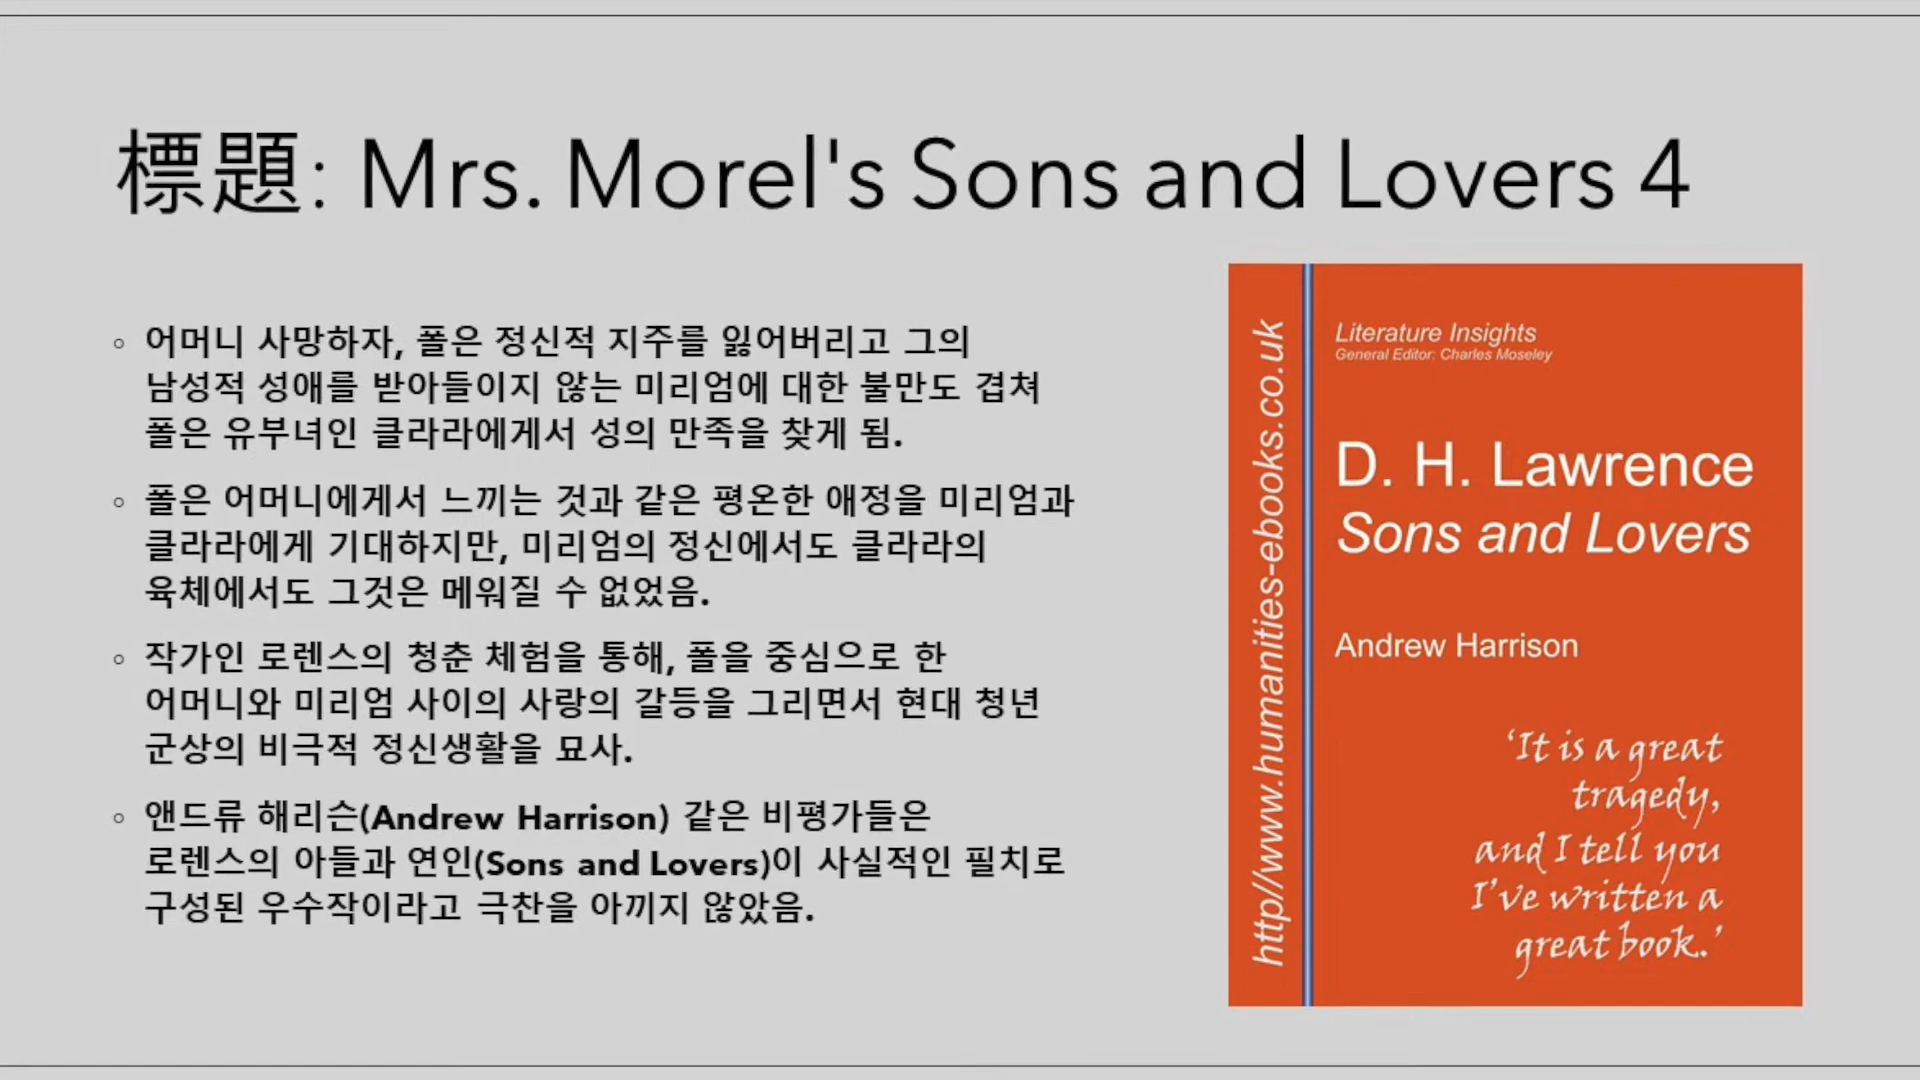 標題: Mrs. Morel's Sons and Lovers 4
어머니 사망하자, 폴은 정신적 지주를 잃어버리고 그의
남성적 성애를 받아들이지 않는 미리엄에 대한 불만도 겹쳐
폴은 유부녀인 클라라에게서 성의 만족을 찾게 됨.
폴은 어머니에게서 느끼는 것과 같은 평온한 애정을 미리엄과
클라라에게 기대하지만, 미리엄의 정신에서도 클라라의
육체에서도 그것은 메워질 수 없었음.
작가인 로렌스의 청춘 체험을 통해, 폴을 중심으로 한
어머니와 미리엄 사이의 사랑의 갈등을 그리면서 현대 청년
군상의 비극적 정신생활을 묘사.
앤드류 해리슨(Andrew Harrison) 같은 비평가들은
로렌스의 아들과 연인(Sons and Lovers)이 사실적인 필치로
구성된 우수작이라고 극찬을 아끼지 않았음.
http//www.humanities-ebooks.co.uk
Literature Insights
General Editor: Charles Moseley
D. H. Lawrence
Sons and Lovers
Andrew Harrison
‘It is a great
tragedy,
and I tell you
I’ve written a
great book.’